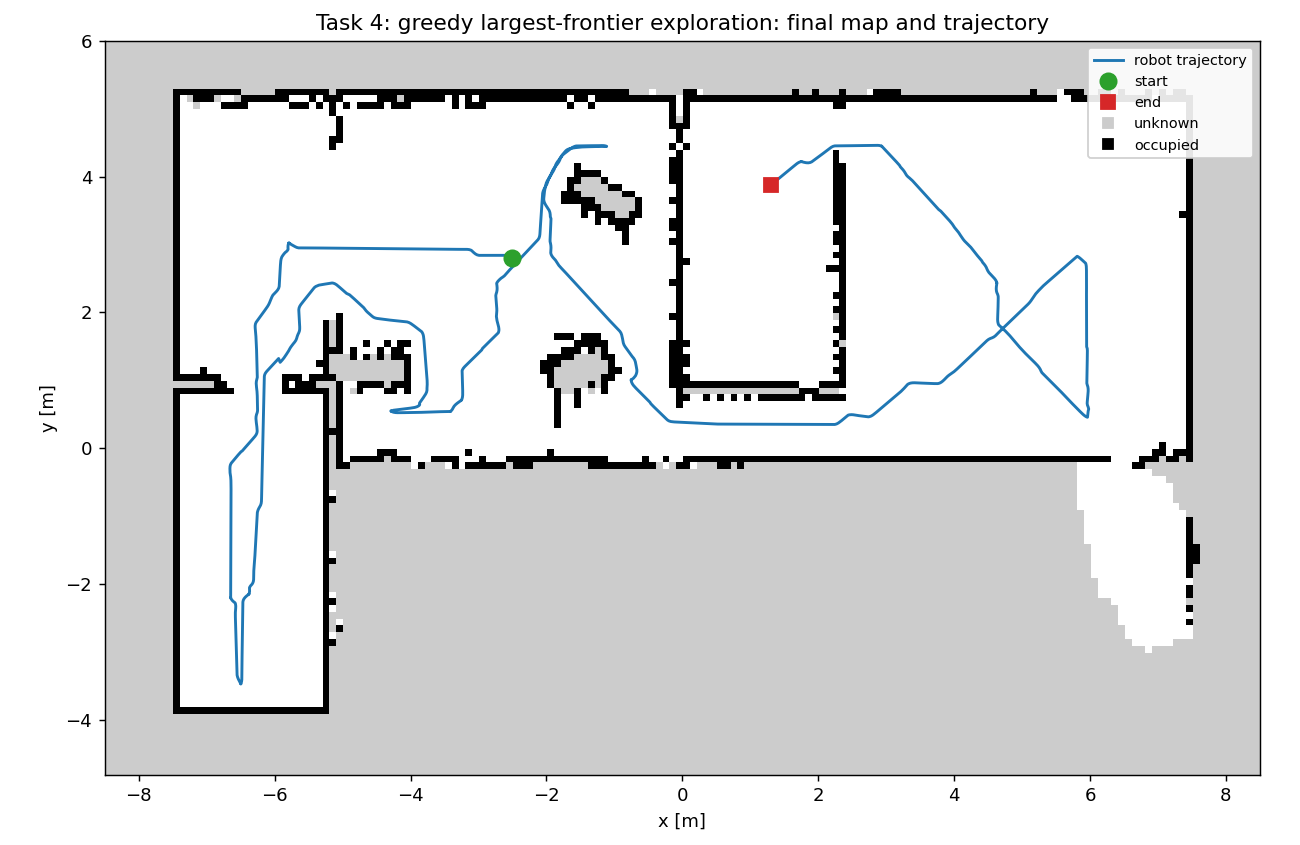 Task 4: greedy largest-frontier exploration: final map and trajectory
robot trajectory
start
end
unknown
occupied
6
4
2
0
−2
−4
y [m]
−8
−6
−4
−2
0
2
4
6
8
x [m]